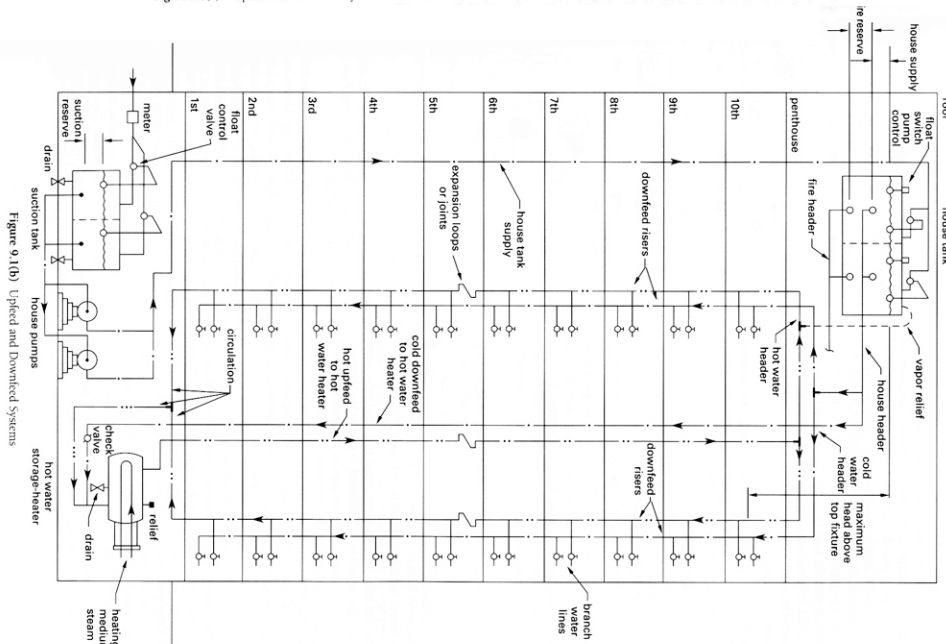 fire reserve
house supply
roof
float
switch
pump
control
house tank
fire header
vapor relief
house header
cold
water
header
maximum
head above
top fixture
penthouse
10th
9th
8th
7th
6th
5th
4th
3rd
2nd
1st
downfeed
risers
hot water
header
house tank
supply
expansion loops
or joints
downfeed
risers
branch
water
lines
cold downfeed
to hot water
heater
hot upfeed
to hot
water heater
circulation
float
control
valve
meter
suction
reserve
drain
suction tank
house pumps
check
valve
hot water
storage-heater
relief
drain
heating
medium
steam
Figure 9.1(b) Upfeed and Downfeed Systems